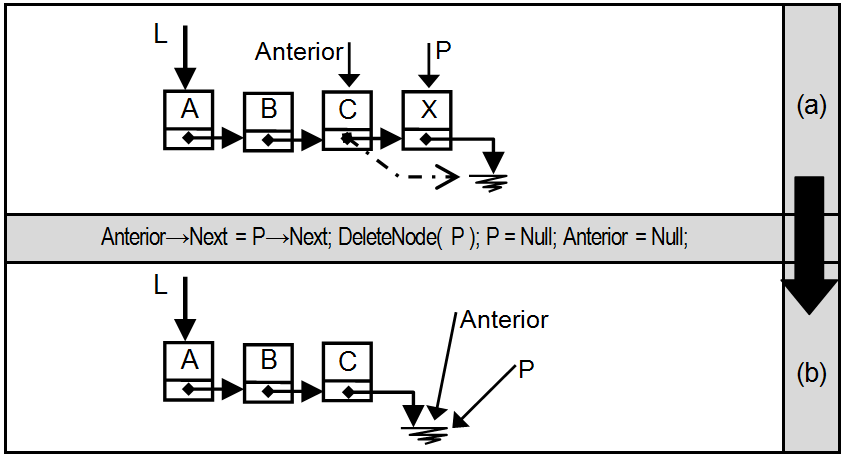 L
Anterior
P
A
B
C
X
(a)
Anterior→Next = P→Next; DeleteNode( P ); P = Null; Anterior = Null;
L
Anterior
P
A
B
C
(b)